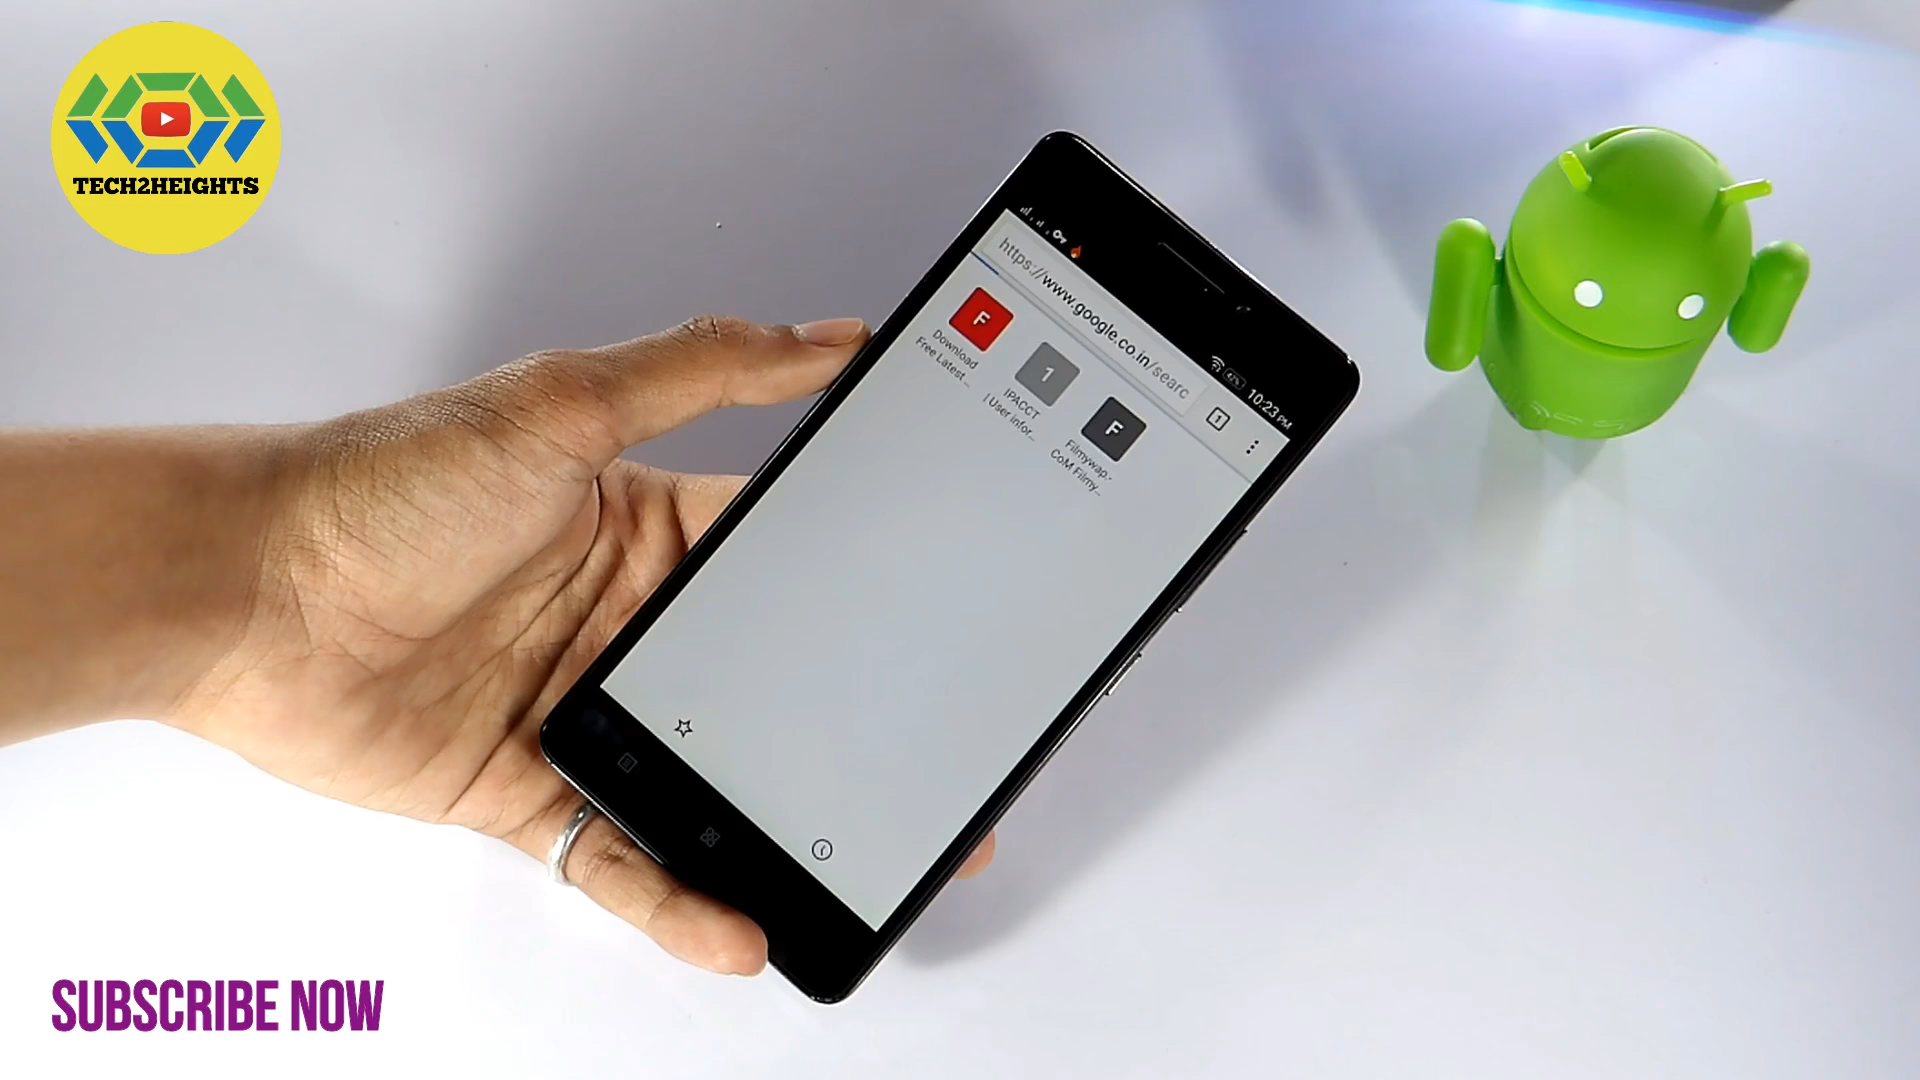 TECH2HEIGHTS
https://www.google.co.in/searc
1
10:23 PM
F
Download
Free Latest...
1
IPACCT
| User infor...
F
Filmywap.-
CoM Filmy...
SUBSCRIBE NOW